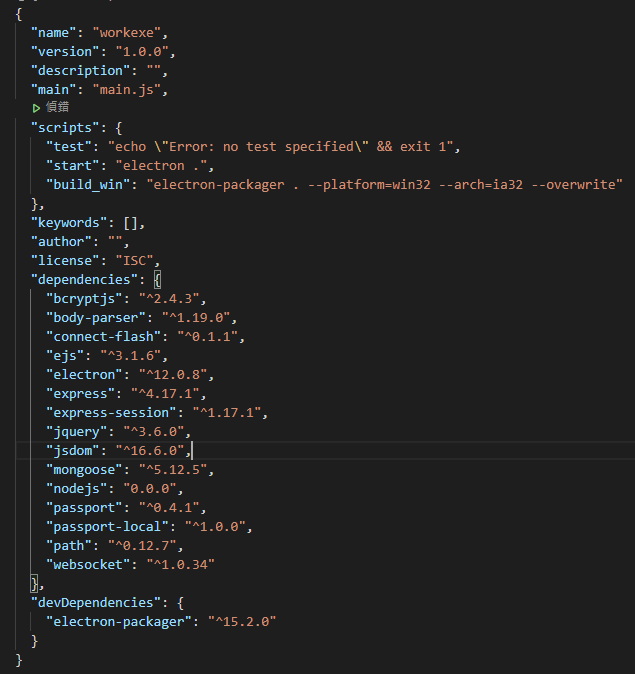 {
"name": "workexe",
"version": "1.0.0",
"description": "",
"main": "main.js",
▷ 偵錯
"scripts": {
"test": "echo \"Error: no test specified\" && exit 1",
"start": "electron .",
"build_win": "electron-packager . --platform=win32 --arch=ia32 --overwrite"
},
"keywords": [],
"author": "",
"license": "ISC",
"dependencies": {
"bcryptjs": "^2.4.3",
"body-parser": "^1.19.0",
"connect-flash": "^0.1.1",
"ejs": "^3.1.6",
"electron": "^12.0.8",
"express": "^4.17.1",
"express-session": "^1.17.1",
"jquery": "^3.6.0",
"jsdom": "^16.6.0",
"mongoose": "^5.12.5",
"nodejs": "0.0.0",
"passport": "^0.4.1",
"passport-local": "^1.0.0",
"path": "^0.12.7",
"websocket": "^1.0.34"
},
"devDependencies": {
"electron-packager": "^15.2.0"
}
}